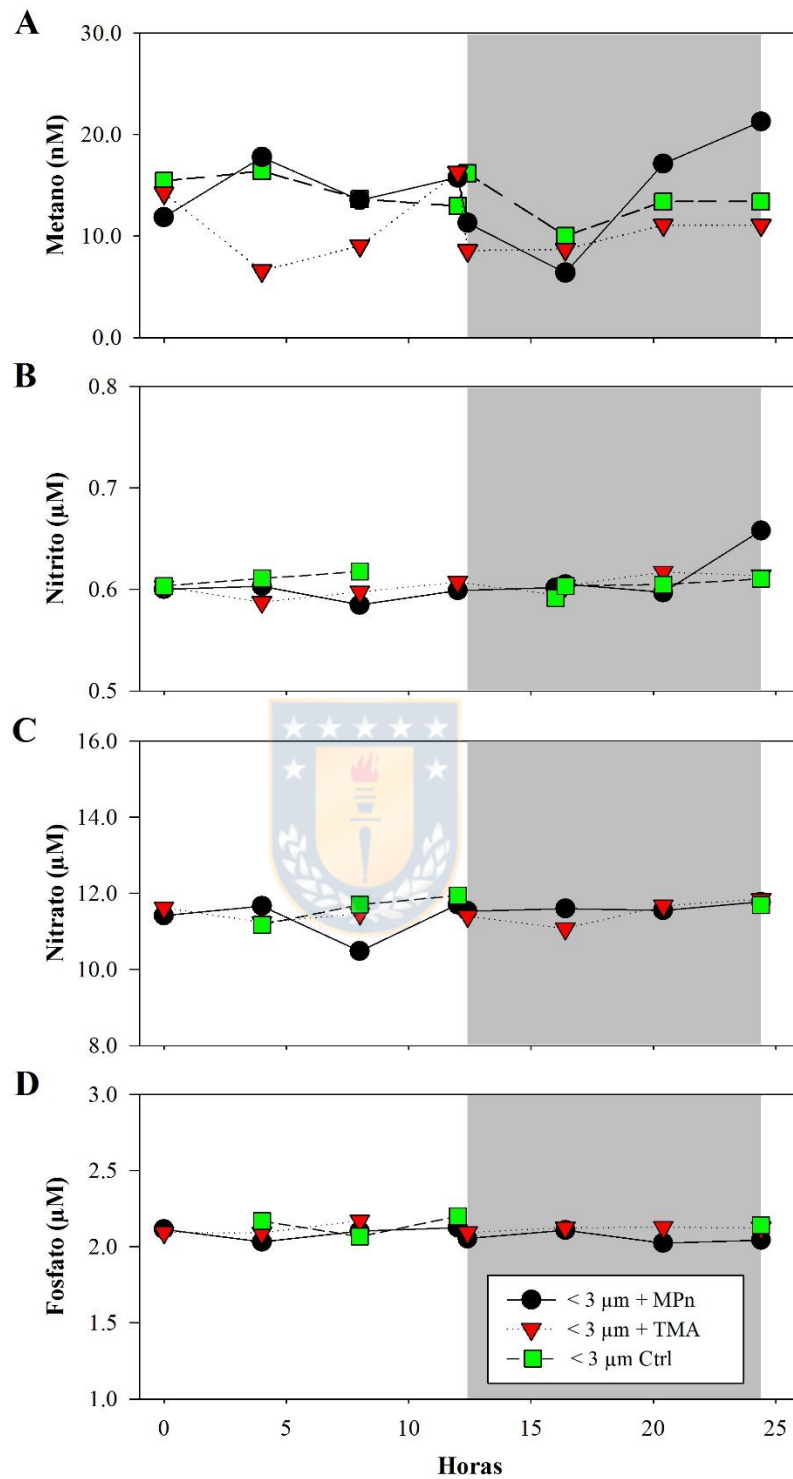 A
30.0
20.0
10.0
0.0
Metano (nM)
B
0.8
0.7
0.6
0.5
Nitrito (µM)
C
16.0
14.0
12.0
10.0
8.0
Nitrato (µM)
D
3.0
2.5
2.0
1.5
1.0
Fosfato (µM)
< 3 µm + MPn
< 3 µm + TMA
< 3 µm Ctrl
0 5 10 15 20 25
Horas